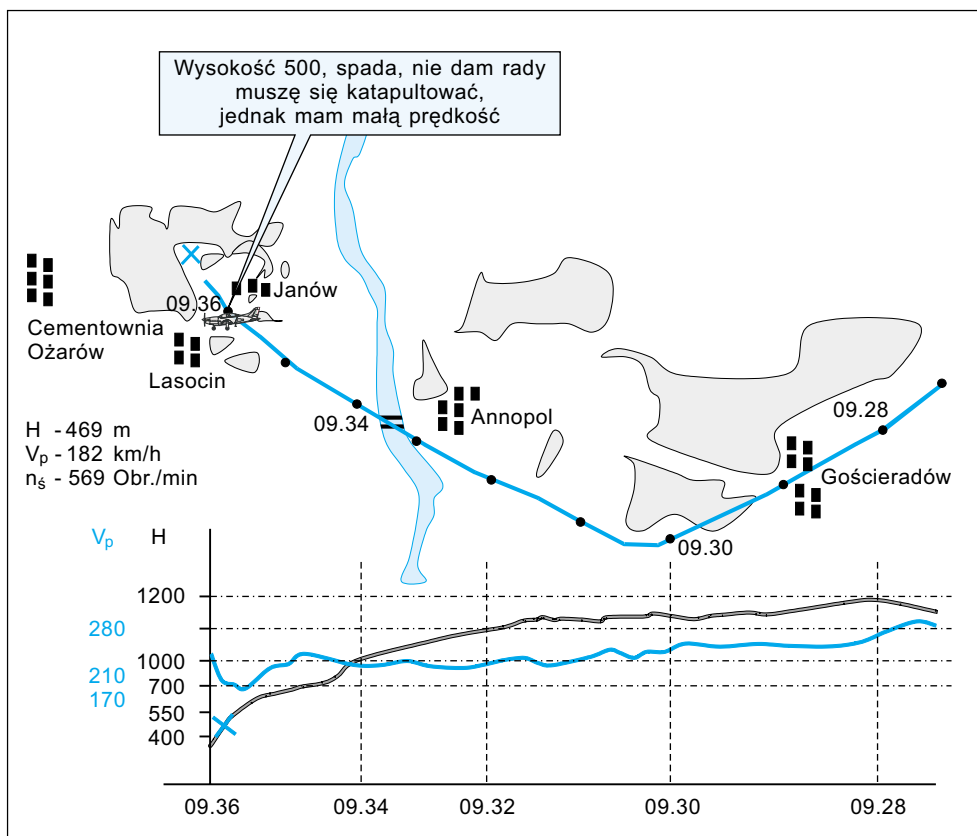 Wysokość 500, spada, nie dam rady
muszę się katapultować,
jednak mam małą prędkość
09.36
Janów
Cementownia
Ożarów
Lasocin
09.34
Annopol
09.28
Gościeradów
09.30
H - 469 m
Vₚ - 182 km/h
nś - 569 Obr./min
Vₚ H
1200
280
1000
210
700
170
550
400
09.36 09.34 09.32 09.30 09.28